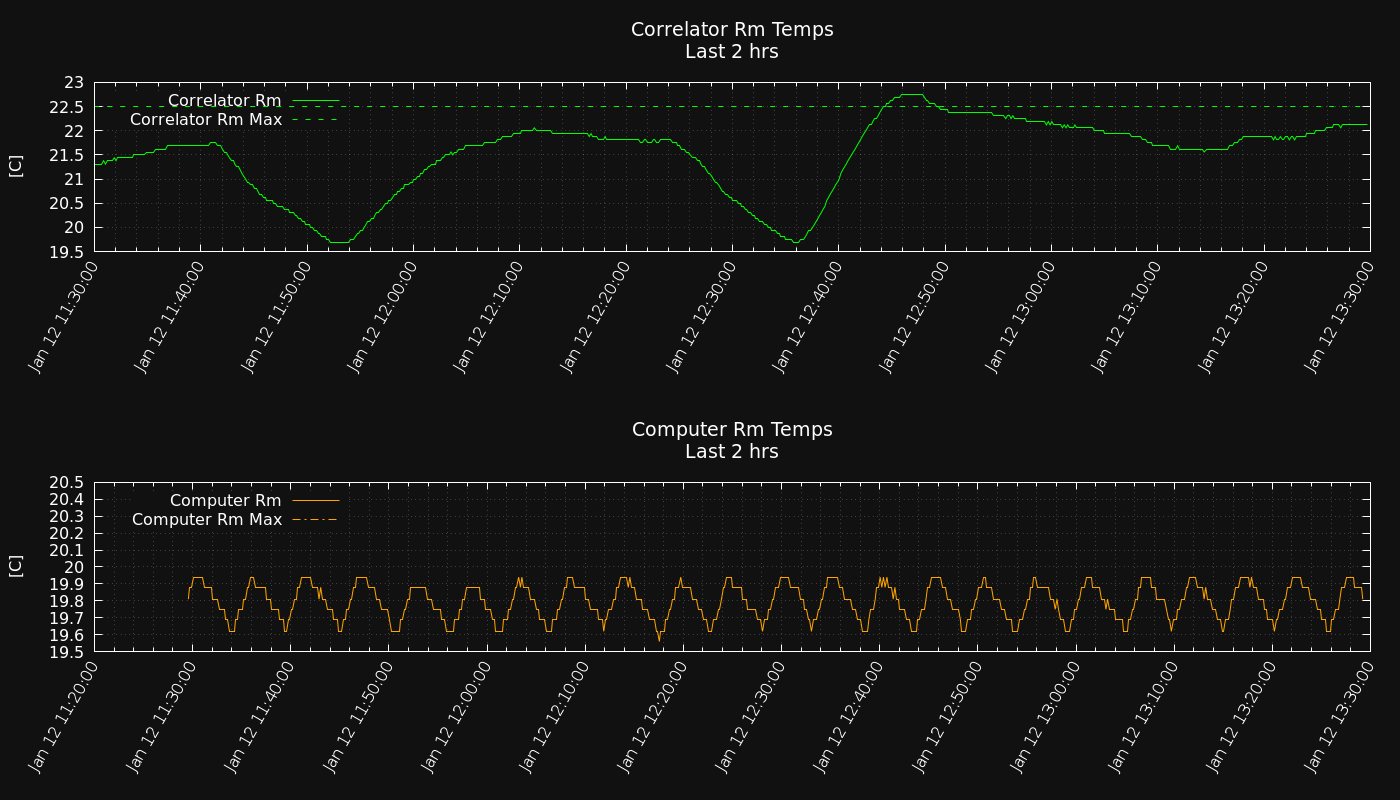 Correlator Rm Temps
Last 2 hrs
Correlator Rm
Correlator Rm Max
[C]
23
22.5
22
21.5
21
20.5
20
19.5
Jan 12 11:30:00
Jan 12 11:40:00
Jan 12 11:50:00
Jan 12 12:00:00
Jan 12 12:10:00
Jan 12 12:20:00
Jan 12 12:30:00
Jan 12 12:40:00
Jan 12 12:50:00
Jan 12 13:00:00
Jan 12 13:10:00
Jan 12 13:20:00
Jan 12 13:30:00
Computer Rm Temps
Last 2 hrs
Computer Rm
Computer Rm Max
[C]
20.5
20.4
20.3
20.2
20.1
20
19.9
19.8
19.7
19.6
19.5
Jan 12 11:20:00
Jan 12 11:30:00
Jan 12 11:40:00
Jan 12 11:50:00
Jan 12 12:00:00
Jan 12 12:10:00
Jan 12 12:20:00
Jan 12 12:30:00
Jan 12 12:40:00
Jan 12 12:50:00
Jan 12 13:00:00
Jan 12 13:10:00
Jan 12 13:20:00
Jan 12 13:30:00